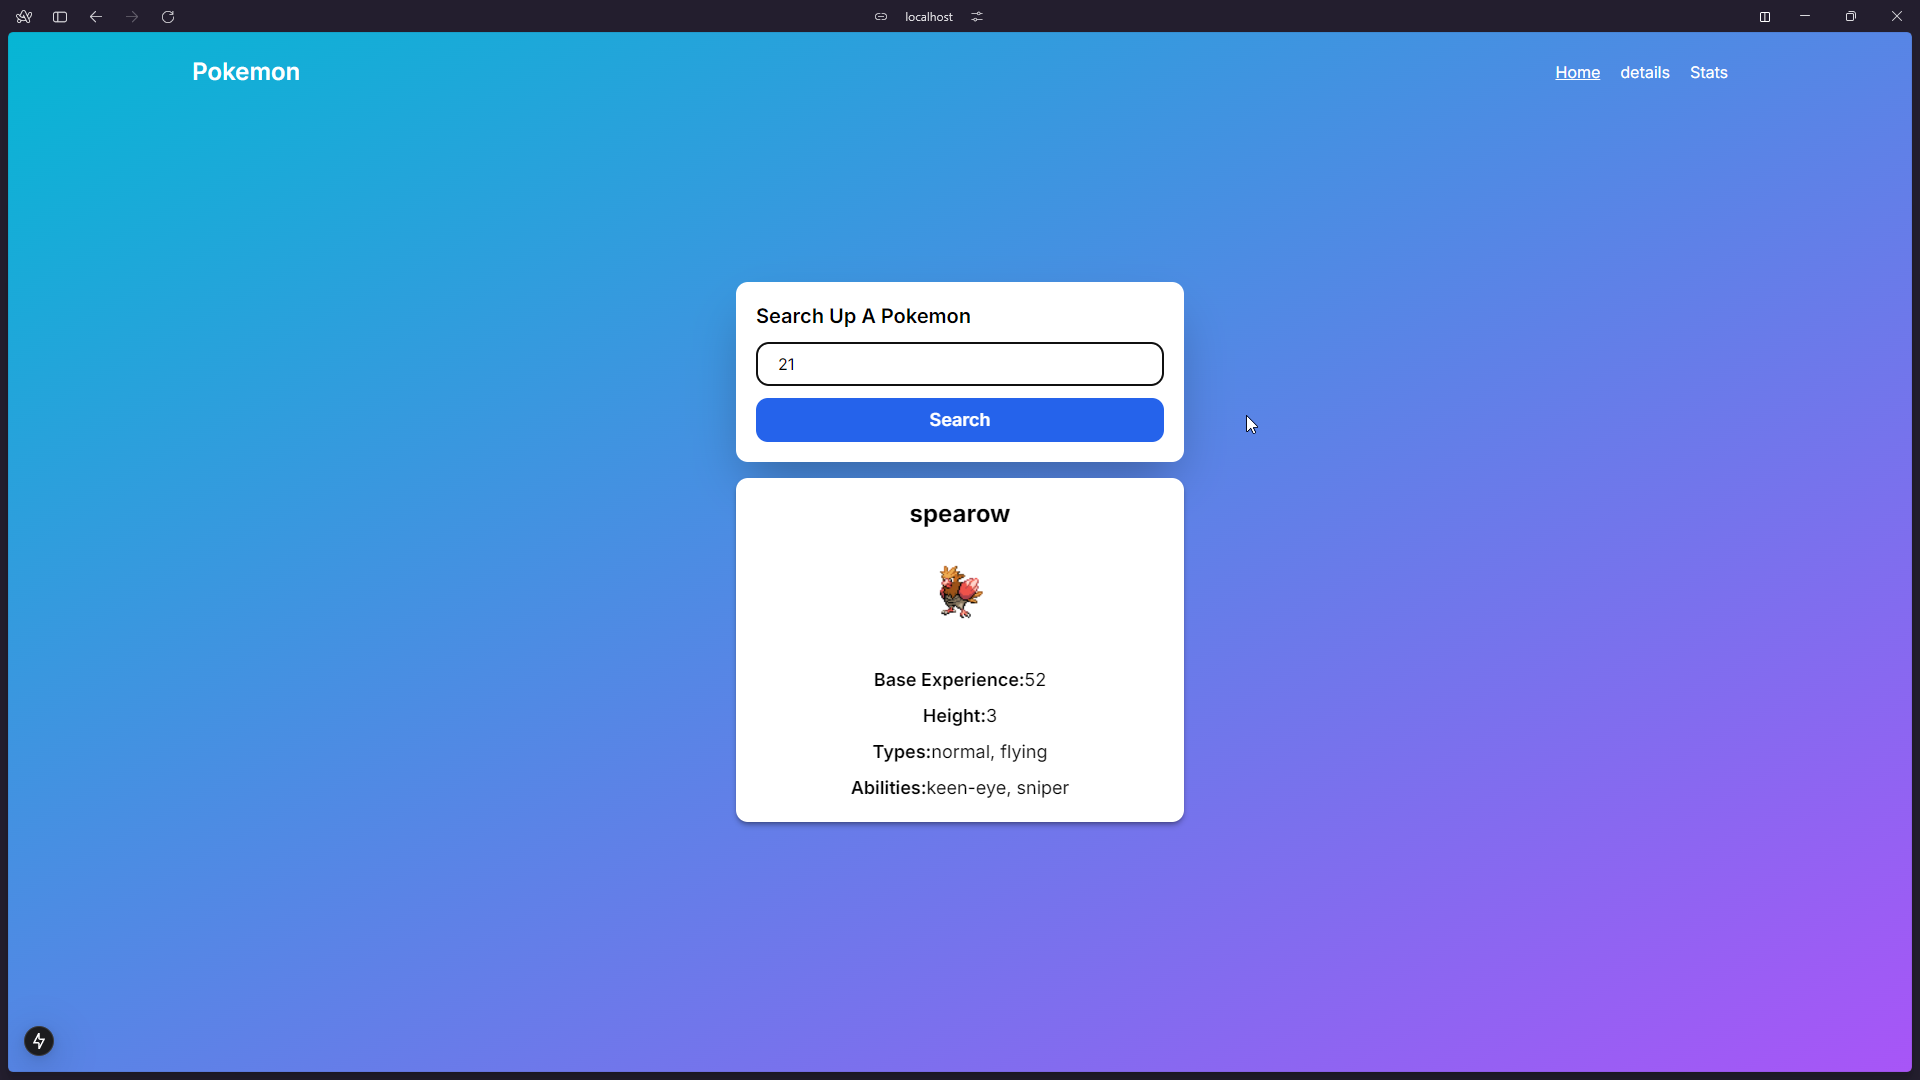 localhost
Pokemon
Home details Stats
Search Up A Pokemon
21
Search
spearow
Base Experience:52
Height:3
Types:normal, flying
Abilities:keen-eye, sniper